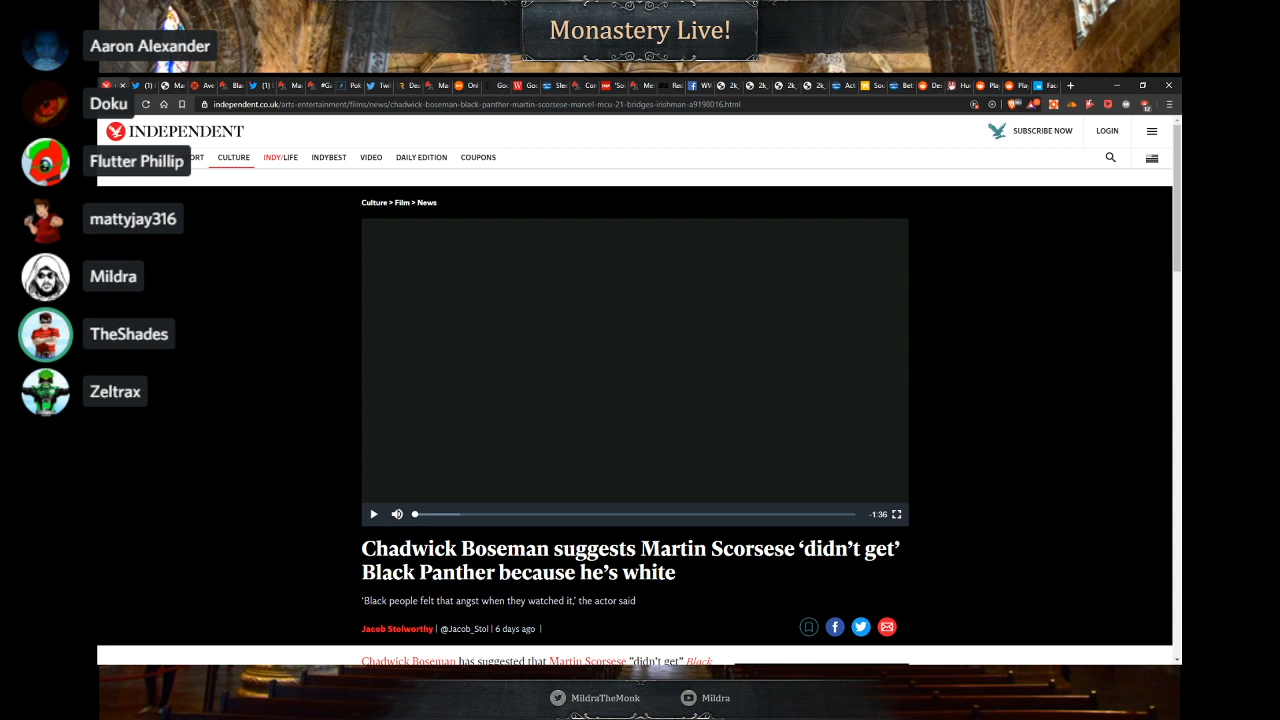 Monastery Live!
Aaron Alexander
Doku
Flutter Phillip
mattyjay316
Mildra
TheShades
Zeltrax
independent.co.uk/arts-entertainment/films/news/chadwick-boseman-black-panther-martin-scorsese-marvel-mcu-21-bridges-irishman-a9198016.html
INDEPENDENT
SUBSCRIBE NOW LOGIN
ORT CULTURE INDY/LIFE INDYBEST VIDEO DAILY EDITION COUPONS
Culture > Film > News
-1:36
Chadwick Boseman suggests Martin Scorsese ‘didn’t get’
Black Panther because he’s white
‘Black people felt that angst when they watched it,’ the actor said
Jacob Stolworthy | @Jacob_Stol | 6 days ago |
Chadwick Boseman has suggested that Martin Scorsese “didn’t get” Black
MildraTheMonk Mildra